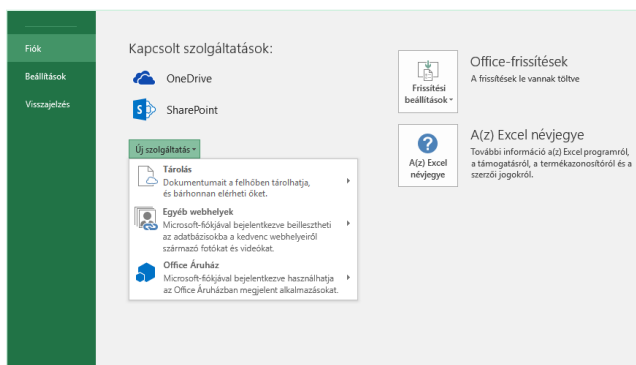 Fiók
Beállítások
Visszajelzés
Kapcsolt szolgáltatások:
OneDrive
SharePoint
Új szolgáltatás
Tárolás
Dokumentumait a felhőben tárolhatja,
és bárhonnan elérheti őket.
Egyéb webhelyek
Microsoft-fiókjával bejelentkezve beillesztheti
az adatbázisokba a kedvenc webhelyeiről
származó fotókat és videókat.
Office Áruház
Microsoft-fiókjával bejelentkezve használhatja
az Office Áruházban megjelent alkalmazásokat.
Frissítési
beállítások
Office-frissítések
A frissítések le vannak töltve
A(z) Excel
névjegye
A(z) Excel névjegye
További információ a(z) Excel programról,
a támogatásról, a termékazonosítóról és a
szerzői jogokról.